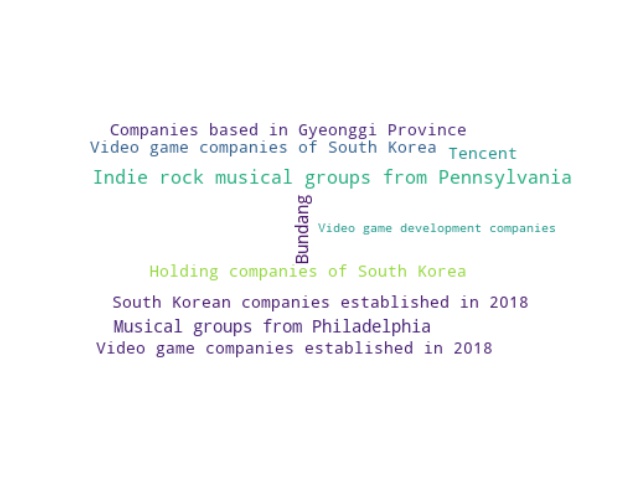 Companies based in Gyeonggi Province
Video game companies of South Korea
Tencent
Indie rock musical groups from Pennsylvania
Bundang
Video game development companies
Holding companies of South Korea
South Korean companies established in 2018
Musical groups from Philadelphia
Video game companies established in 2018